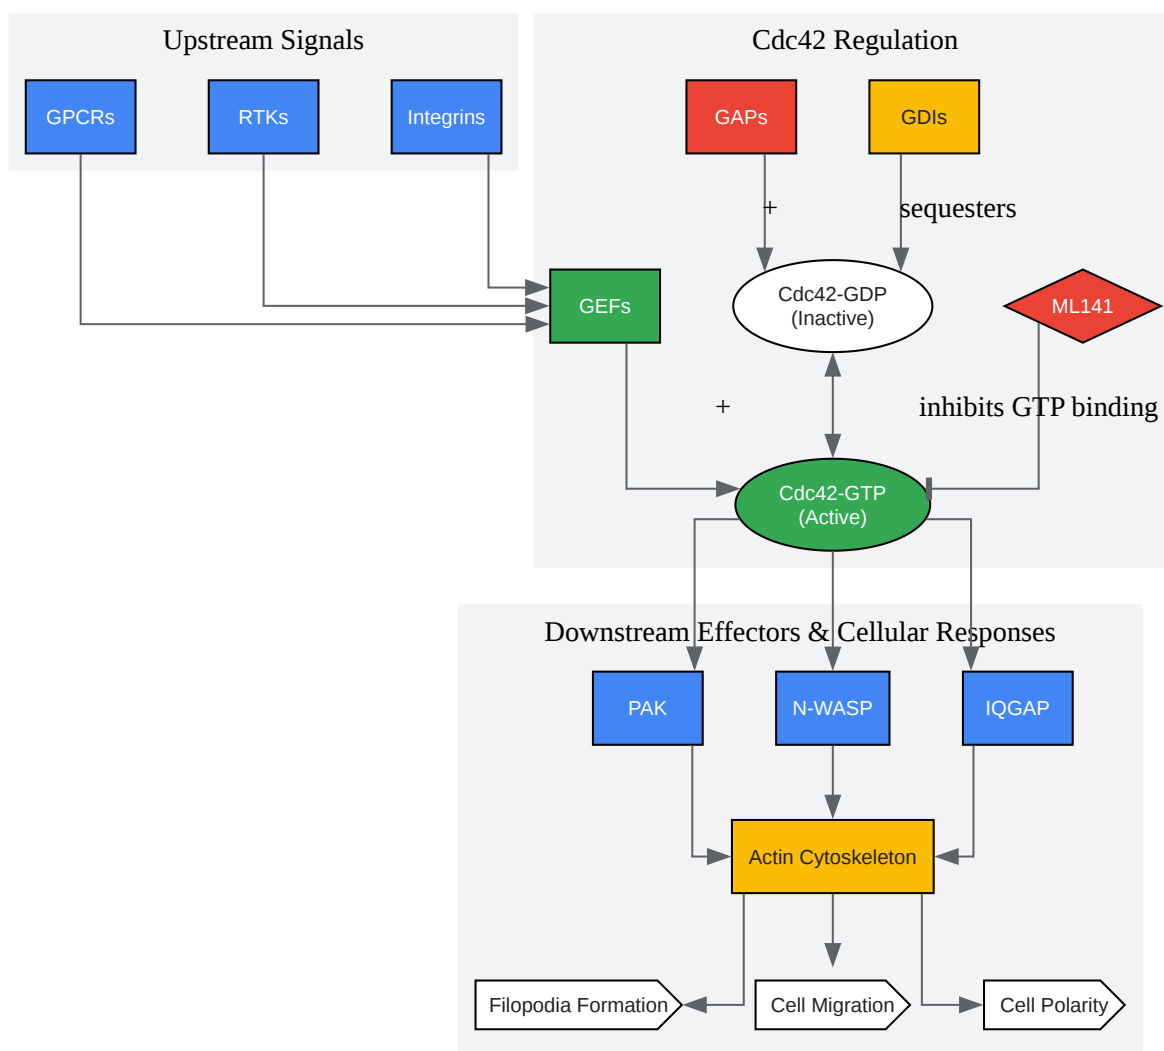 Upstream Signals
Cdc42 Regulation
GPCRs
RTKs
Integrins
GAPs
GDIs
+
sequesters
GEFs
Cdc42-GDP
(Inactive)
ML141
+
inhibits GTP binding
Cdc42-GTP
(Active)
Downstream Effectors & Cellular Responses
PAK
N-WASP
IQGAP
Actin Cytoskeleton
Filopodia Formation
Cell Migration
Cell Polarity